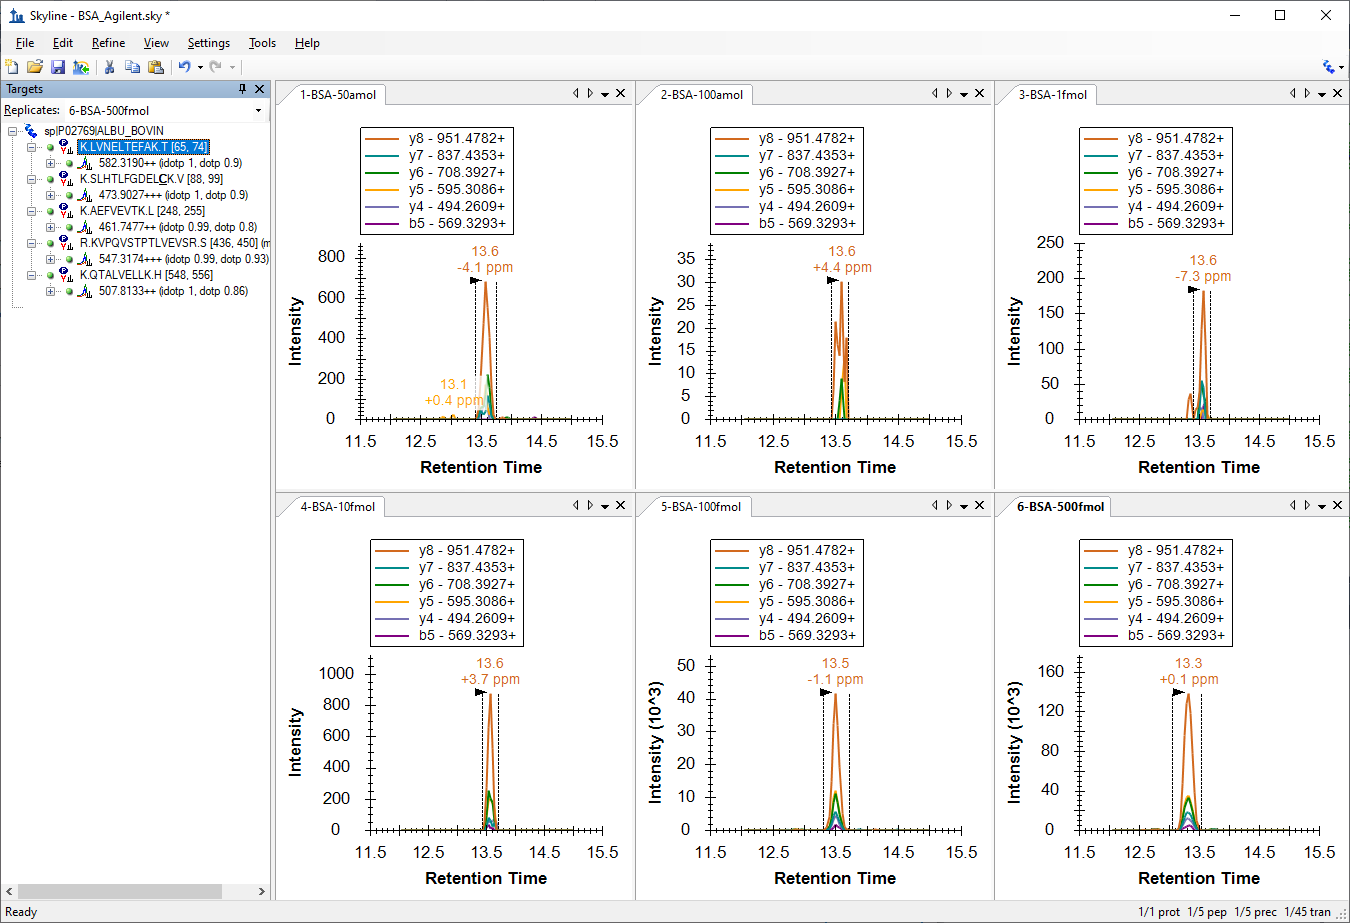 Skyline - BSA_Agilent.sky *
File Edit Refine View Settings Tools Help
Targets
Replicates: 6-BSA-500fmol
sp|P02769|ALBU_BOVIN
K.LVNELTEFAK.T [65, 74]
582.3190++ (idotp 1, dotp 0.9)
K.SLHTLFGDELCK.V [88, 99]
473.9027+++ (idotp 1, dotp 0.9)
K.AEFVEVTK.L [248, 255]
461.7477++ (idotp 0.99, dotp 0.8)
R.KVPQVSTPTLVEVSR.S [436, 450] (m
547.3174+++ (idotp 0.99, dotp 0.93)
K.QTALVELLK.H [548, 556]
507.8133++ (idotp 1, dotp 0.86)
1-BSA-50amol
y8 - 951.4782+
y7 - 837.4353+
y6 - 708.3927+
y5 - 595.3086+
y4 - 494.2609+
b5 - 569.3293+
13.6
-4.1 ppm
13.1
+0.4 ppm
Intensity
800
600
400
200
0
11.5 12.5 13.5 14.5 15.5
Retention Time
2-BSA-100amol
y8 - 951.4782+
y7 - 837.4353+
y6 - 708.3927+
y5 - 595.3086+
y4 - 494.2609+
b5 - 569.3293+
13.6
+4.4 ppm
Intensity
35
30
25
20
15
10
5
0
11.5 12.5 13.5 14.5 15.5
Retention Time
3-BSA-1fmol
y8 - 951.4782+
y7 - 837.4353+
y6 - 708.3927+
y5 - 595.3086+
y4 - 494.2609+
b5 - 569.3293+
13.6
-7.3 ppm
Intensity
250
200
150
100
50
0
11.5 12.5 13.5 14.5 15.5
Retention Time
4-BSA-10fmol
y8 - 951.4782+
y7 - 837.4353+
y6 - 708.3927+
y5 - 595.3086+
y4 - 494.2609+
b5 - 569.3293+
13.6
+3.7 ppm
Intensity
1000
800
600
400
200
0
11.5 12.5 13.5 14.5 15.5
Retention Time
5-BSA-100fmol
y8 - 951.4782+
y7 - 837.4353+
y6 - 708.3927+
y5 - 595.3086+
y4 - 494.2609+
b5 - 569.3293+
13.5
-1.1 ppm
Intensity (10^3)
50
40
30
20
10
0
11.5 12.5 13.5 14.5 15.5
Retention Time
6-BSA-500fmol
y8 - 951.4782+
y7 - 837.4353+
y6 - 708.3927+
y5 - 595.3086+
y4 - 494.2609+
b5 - 569.3293+
13.3
+0.1 ppm
Intensity (10^3)
160
120
80
40
0
11.5 12.5 13.5 14.5 15.5
Retention Time
Ready
1/1 prot 1/5 pep 1/5 prec 1/45 tran